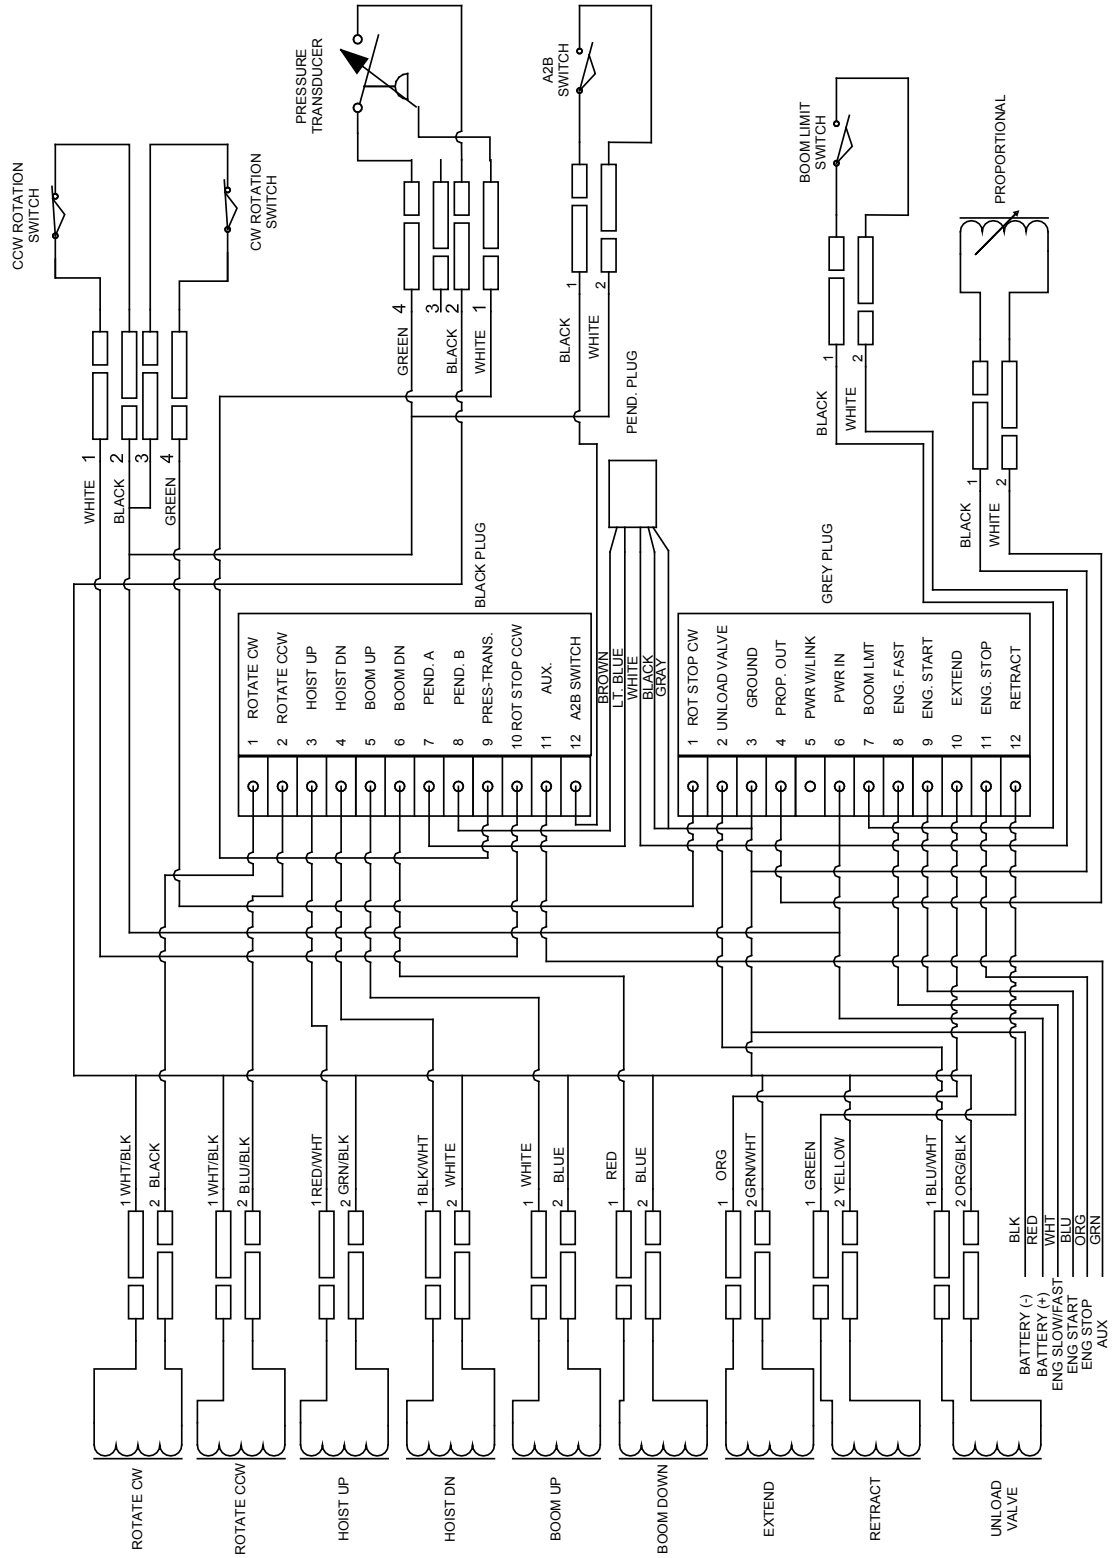 CCW ROTATION
SWITCH
CW ROTATION
SWITCH
PRESSURE
TRANSDUCER
A2B
SWITCH
BOOM LIMIT
SWITCH
PROPORTIONAL
WHITE 1
BLACK 2
3
GREEN 4
GREEN 4
3
BLACK 2
WHITE 1
BLACK 1
WHITE 2
PEND. PLUG
BLACK 1
WHITE 2
BLACK 1
WHITE 2
BLACK PLUG
1 ROTATE CW
2 ROTATE CCW
3 HOIST UP
4 HOIST DN
5 BOOM UP
6 BOOM DN
7 PEND. A
8 PEND. B
9 PRES-TRANS.
10 ROT STOP CCW
11 AUX.
12 A2B SWITCH
BROWN
LT. BLUE
WHITE
BLACK
GRAY
GREY PLUG
1 ROT STOP CW
2 UNLOAD VALVE
3 GROUND
4 PROP. OUT
5 PWR W/LINK
6 PWR IN
7 BOOM LMT
8 ENG. FAST
9 ENG. START
10 EXTEND
11 ENG. STOP
12 RETRACT
1 WHT/BLK
2 BLACK
1 WHT/BLK
2 BLU/BLK
1 RED/WHT
2 GRN/BLK
1 BLK/WHT
2 WHITE
1 WHITE
2 BLUE
1 RED
2 BLUE
1 ORG
2 GRN/WHT
1 GREEN
2 YELLOW
1 BLU/WHT
2 ORG/BLK
BATTERY (-) BLK
BATTERY (+) RED
ENG SLOW/FAST WHT
ENG START BLU
ENG STOP ORG
AUX GRN
ROTATE CW
ROTATE CCW
HOIST UP
HOIST DN
BOOM UP
BOOM DOWN
EXTEND
RETRACT
UNLOAD
VALVE